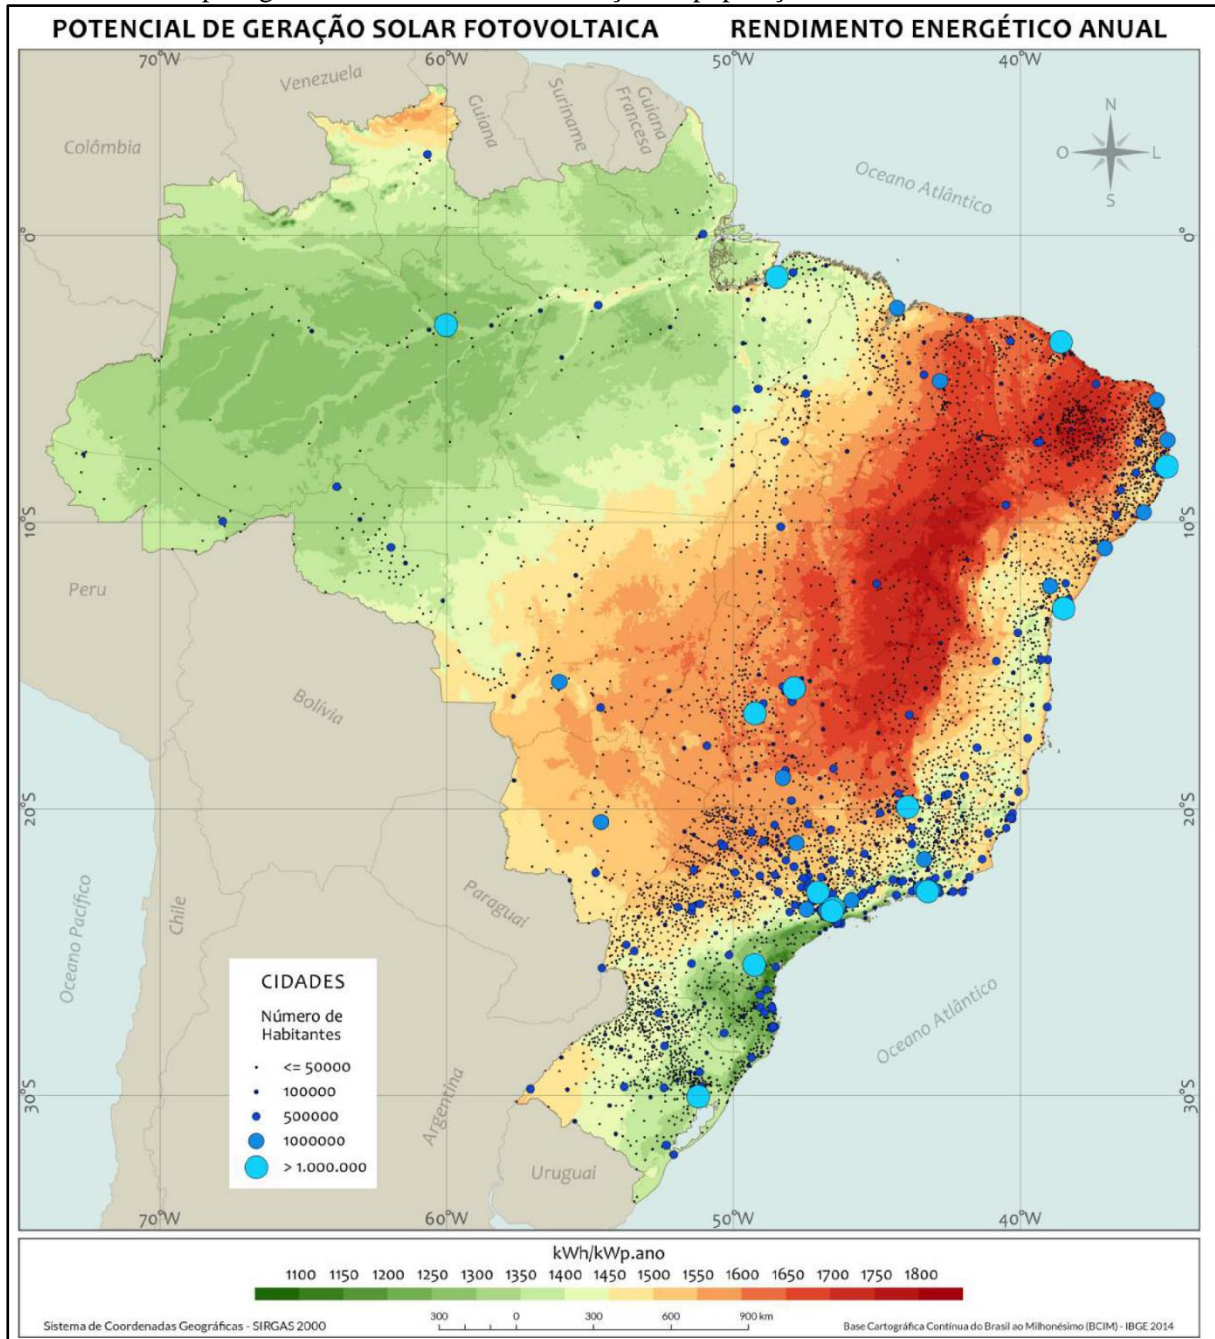 POTENCIAL DE GERAÇÃO SOLAR FOTOVOLTAICA RENDIMENTO ENERGÉTICO ANUAL
70°W 60°W 50°W 40°W
Venezuela
Colômbia
Guiana
Suriname
Guiana
Francesa
N
O L
S
Oceano Atlântico
0° 0°
10°S 10°S
Peru
Bolívia
20°S 20°S
Oceano Pacífico
Chile
Paraguai
Argentina
Oceano Atlântico
30°S 30°S
Uruguai
CIDADES
Número de
Habitantes
<= 50000
100000
500000
1000000
> 1.000.000
70°W 60°W 50°W 40°W
kWh/kWp.ano
1100 1150 1200 1250 1300 1350 1400 1450 1500 1550 1600 1650 1700 1750 1800
300 0 300 600 900 km
Sistema de Coordenadas Geográficas - SIRGAS 2000
Base Cartográfica Contínua do Brasil ao Milhonésimo (BCIM) - IBGE 2014